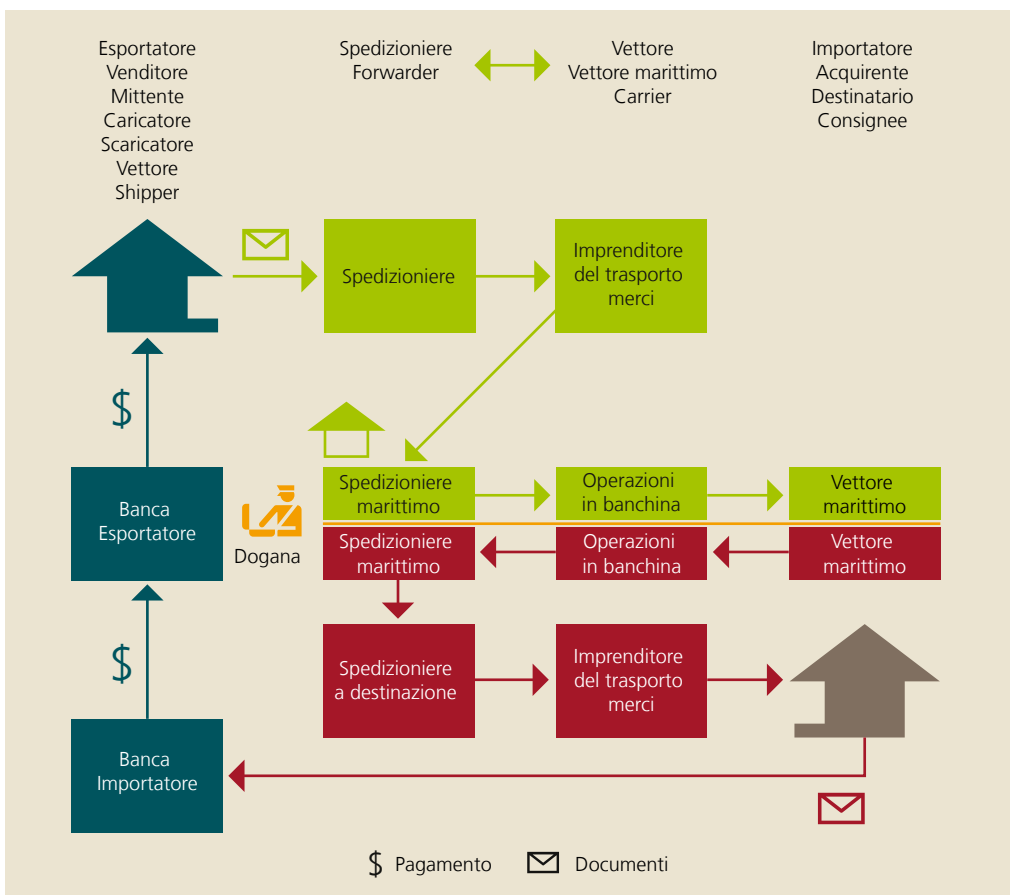 Esportatore
Venditore
Mittente
Caricatore
Scaricatore
Vettore
Shipper
Spedizioniere
Forwarder
Vettore
Vettore marittimo
Carrier
Importatore
Acquirente
Destinatario
Consignee
Spedizioniere
Imprenditore
del trasporto
merci
$
Banca
Esportatore
Dogana
Spedizioniere
marittimo
Operazioni
in banchina
Vettore
marittimo
Spedizioniere
marittimo
Operazioni
in banchina
Vettore
marittimo
$
Spedizioniere
a destinazione
Imprenditore
del trasporto
merci
Banca
Importatore
$ Pagamento
Documenti